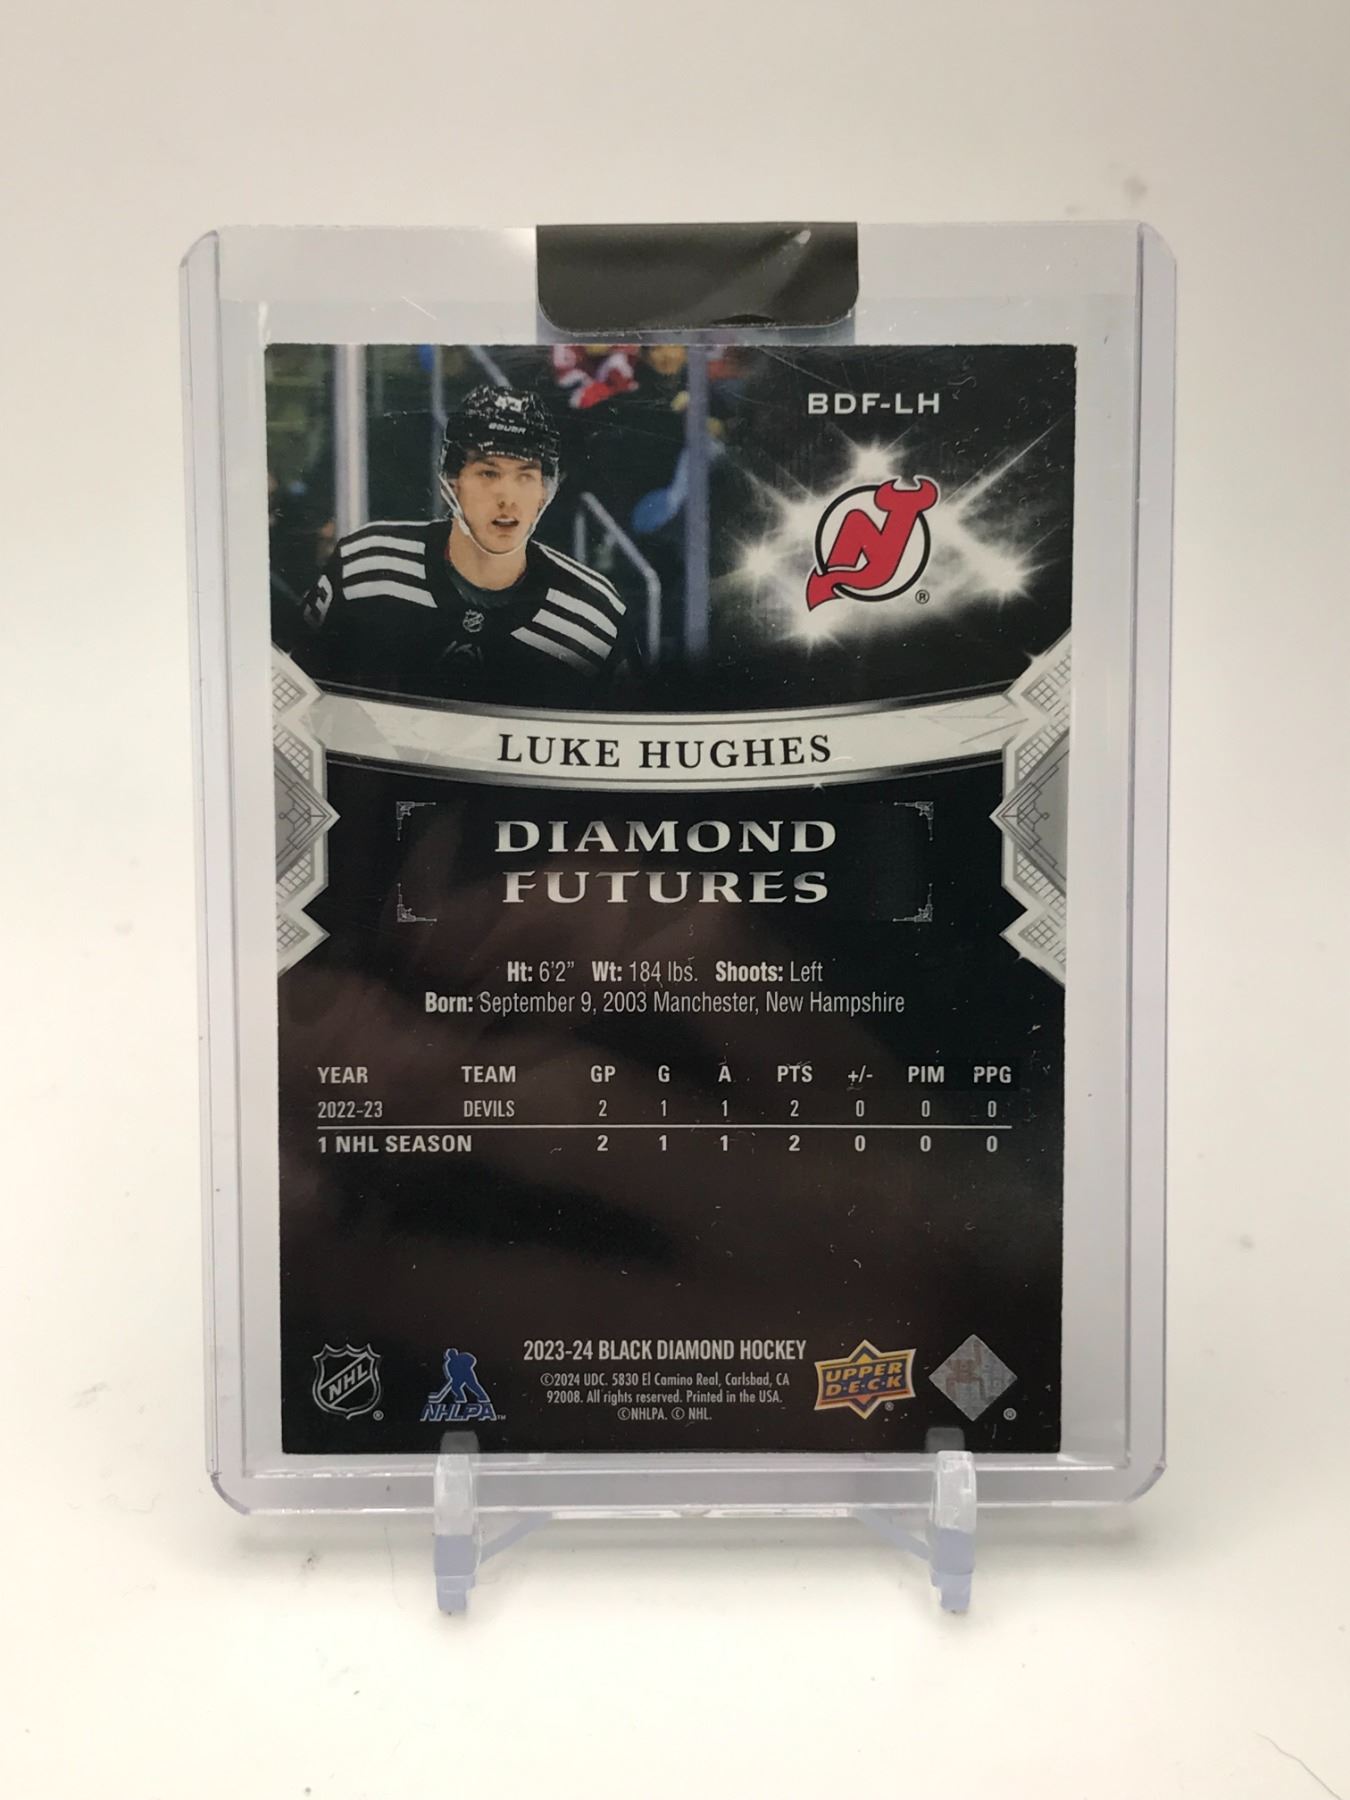 43
BAUER
BDF-LH
®
LUKE HUGHES
DIAMOND
FUTURES
Ht: 6'2" Wt: 184 lbs. Shoots: Left
Born: September 9, 2003 Manchester, New Hampshire
YEAR TEAM GP G A PTS +/- PIM PPG
2022-23 DEVILS 2 1 1 2 0 0 0
1 NHL SEASON 2 1 1 2 0 0 0
NHL ®
NHLPA™
2023-24 BLACK DIAMOND HOCKEY
©2024 UDC. 5830 El Camino Real, Carlsbad, CA
92008. All rights reserved. Printed in the USA.
©NHLPA. © NHL.
UPPER
D·E·C·K ®
®